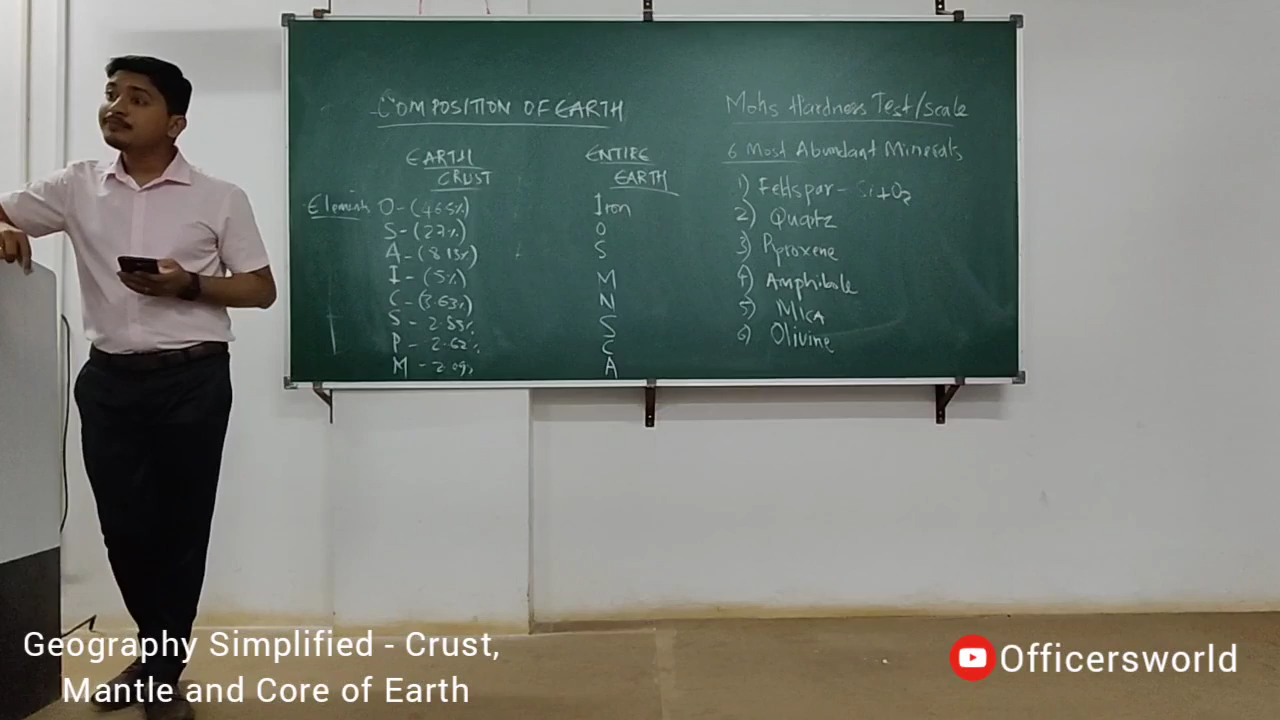 COMPOSITION OF EARTH
EARTH
CRUST
Elements
O - (46.5%)
S - (27%)
A - (8.13%)
I - (5%)
C - (3.63%)
S - 2.83%
P - 2.62%
M - 2.09%
ENTIRE
EARTH
Iron
O
S
M
N
S
C
A
Mohs Hardness Test/Scale
6 Most Abundant Minerals
1) Feldspar - Si + O2
2) Quartz
3) Pyroxene
4) Amphibole
5) MIcA
6) Olivine
Geography Simplified - Crust,
Mantle and Core of Earth
Officersworld